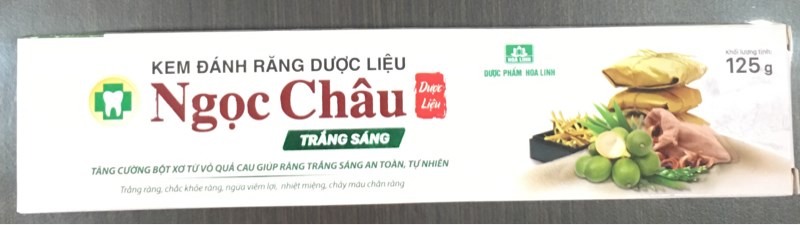 KEM ĐÁNH RĂNG DƯỢC LIỆU
Ngọc Châu
Dược
Liệu
TRẮNG SÁNG
TĂNG CƯỜNG BỘT XƠ TỪ VỎ QUẢ CAU GIÚP RĂNG TRẮNG SÁNG AN TOÀN, TỰ NHIÊN
Trắng răng, chắc khỏe răng, ngừa viêm lợi, nhiệt miệng, chảy máu chân răng
HOA LINH
DƯỢC PHẨM HOA LINH
Khối lượng tịnh:
125 g